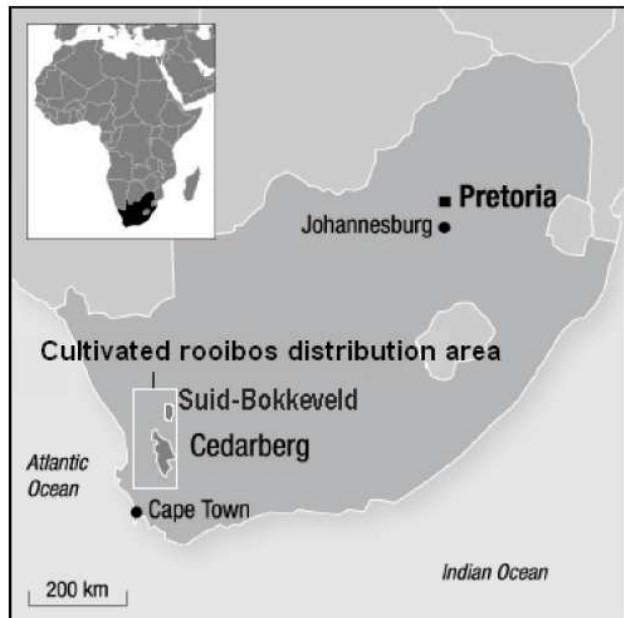 Pretoria
Johannesburg
Cultivated rooibos distribution area
Suid-Bokkeveld
Cedarberg
Atlantic
Ocean
Cape Town
Indian Ocean
200 km